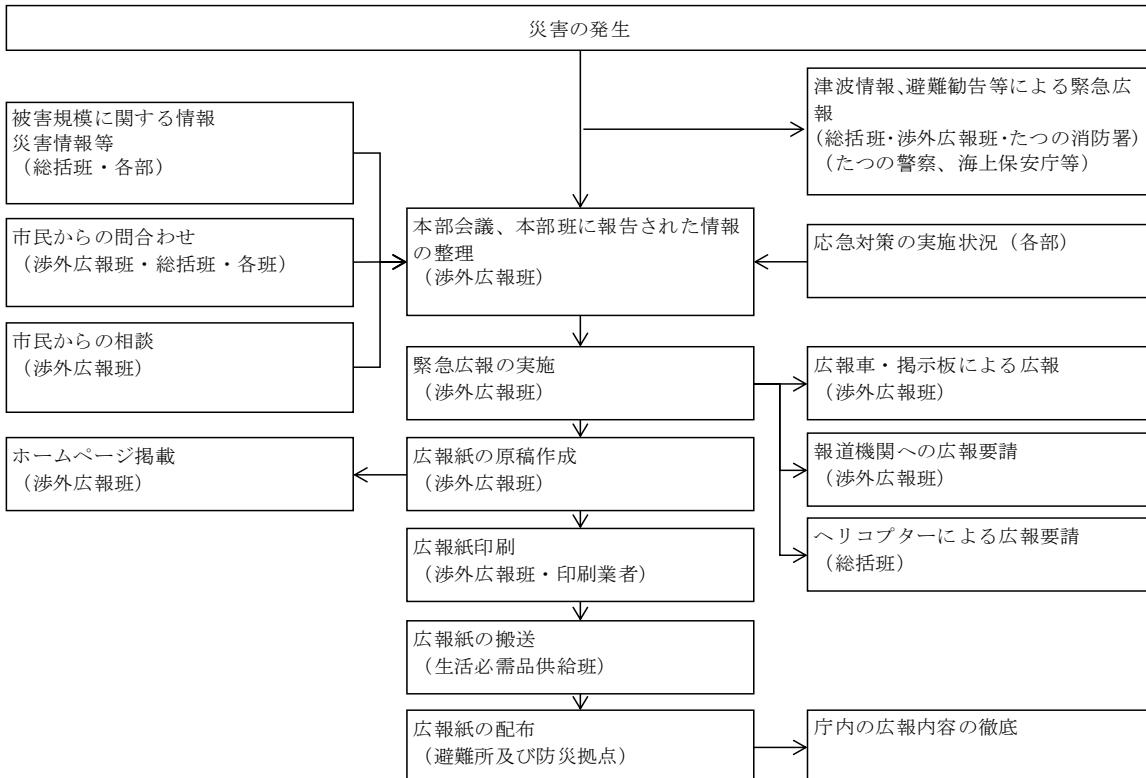 災害の発生
津波情報、避難勧告等による緊急広
報
(総括班・渉外広報班・たつの消防署)
(たつの警察、海上保安庁等)
被害規模に関する情報
災害情報等
(総括班・各部)
市民からの問合わせ
(渉外広報班・総括班・各班)
本部会議、本部班に報告された情報
の整理
(渉外広報班)
応急対策の実施状況(各部)
市民からの相談
(渉外広報班)
緊急広報の実施
(渉外広報班)
広報車・掲示板による広報
(渉外広報班)
ホームページ掲載
(渉外広報班)
広報紙の原稿作成
(渉外広報班)
報道機関への広報要請
(渉外広報班)
広報紙印刷
(渉外広報班・印刷業者)
ヘリコプターによる広報要請
(総括班)
広報紙の搬送
(生活必需品供給班)
広報紙の配布
(避難所及び防災拠点)
庁内の広報内容の徹底